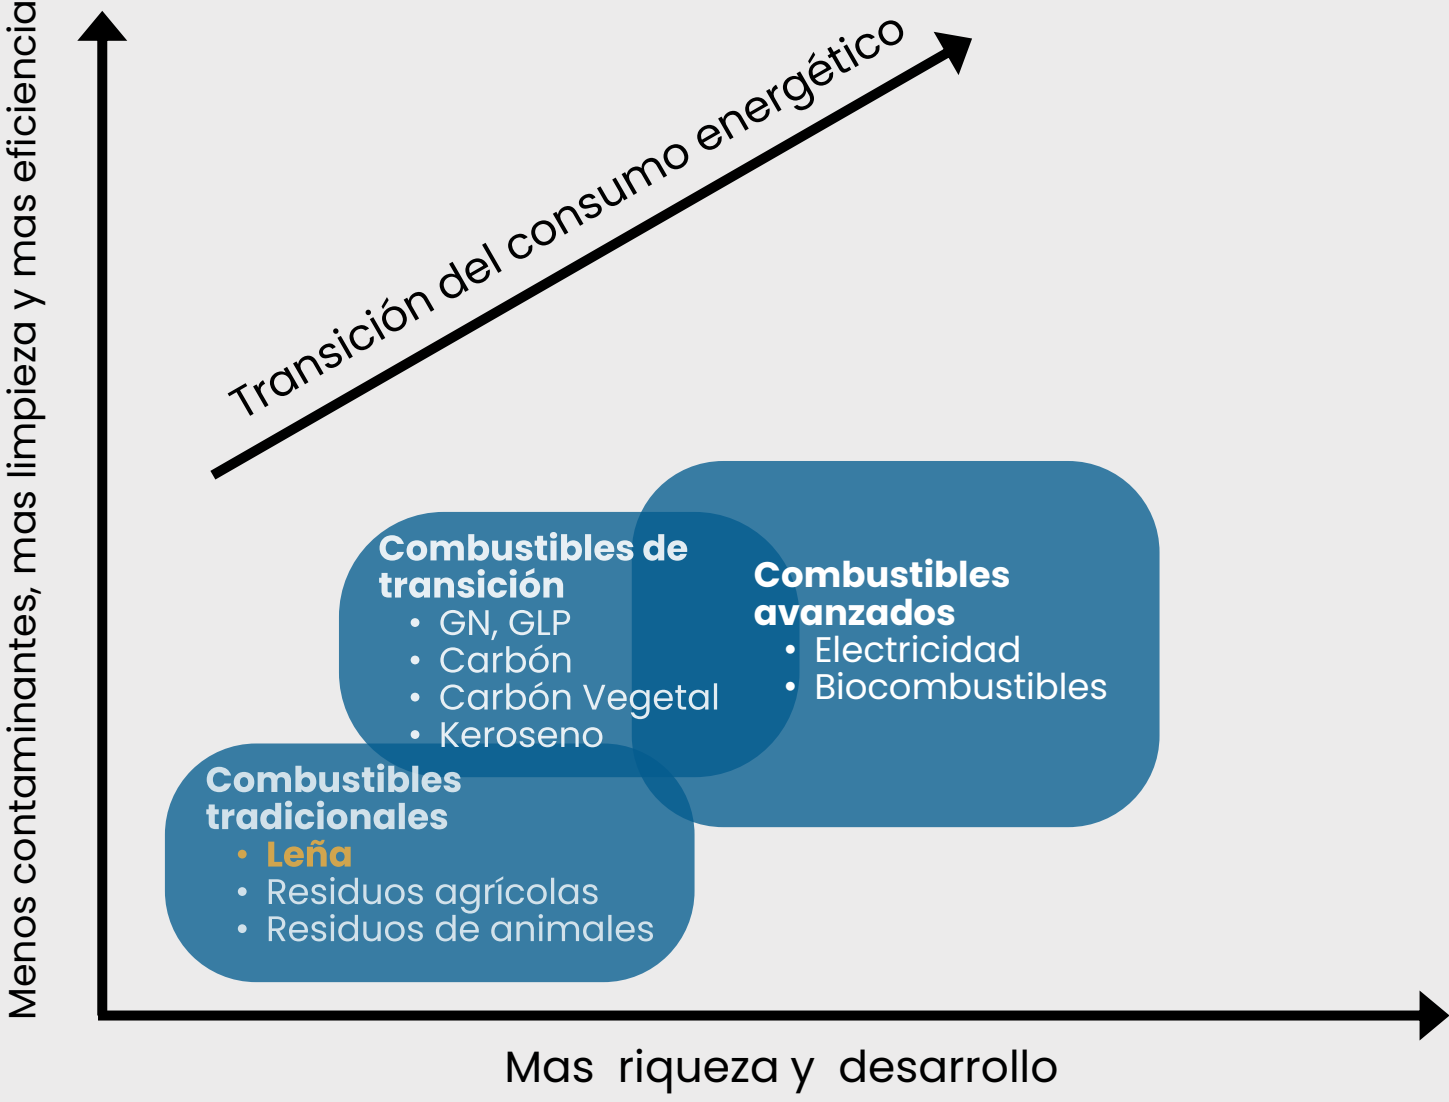 Menos contaminantes, mas limpieza y mas eficiencia
Transición del consumo energético
Combustibles de
transición
• GN, GLP
• Carbón
• Carbón Vegetal
• Keroseno
Combustibles
avanzados
• Electricidad
• Biocombustibles
Combustibles
tradicionales
• Leña
• Residuos agrícolas
• Residuos de animales
Mas riqueza y desarrollo